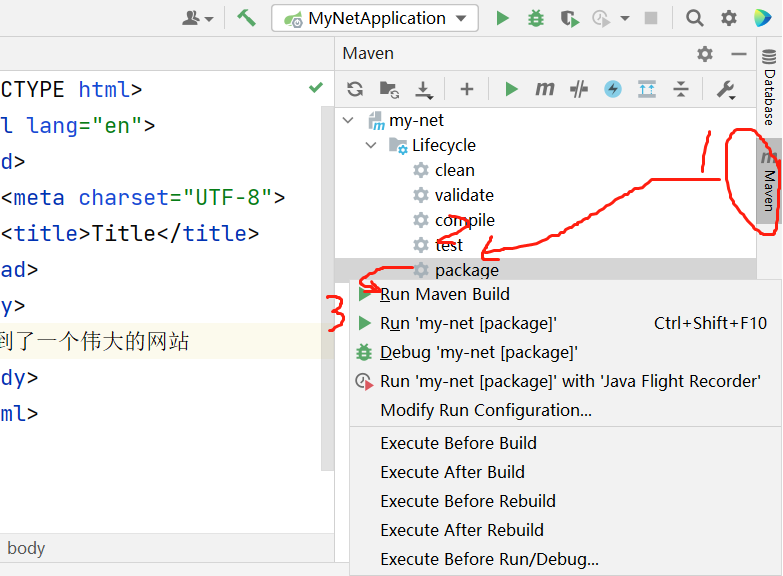 MyNetApplication
Maven
Database
Maven
CTYPE html>
l lang="en">
d>
<meta charset="UTF-8">
<title>Title</title>
ad>
y>
到了一个伟大的网站
dy>
ml>
body
my-net
Lifecycle
clean
validate
compile
test
package
1
2
3
Run Maven Build
Run 'my-net [package]' Ctrl+Shift+F10
Debug 'my-net [package]'
Run 'my-net [package]' with 'Java Flight Recorder'
Modify Run Configuration...
Execute Before Build
Execute After Build
Execute Before Rebuild
Execute After Rebuild
Execute Before Run/Debug...